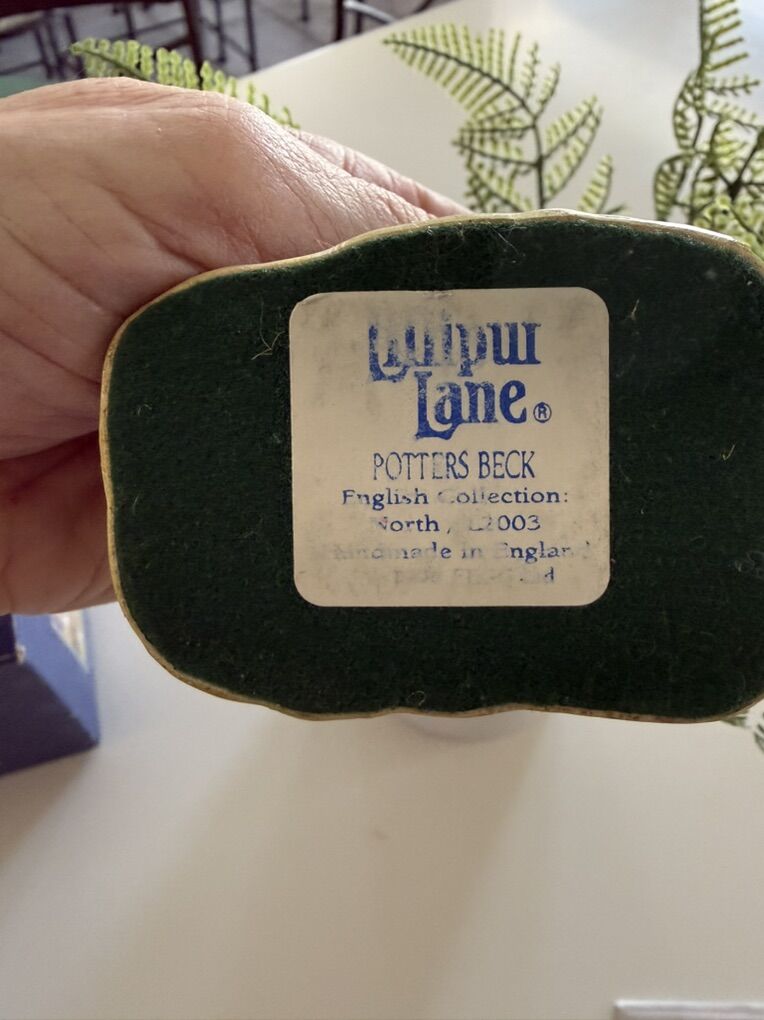 Lilliput
Lane®
POTTERS BECK
English Collection:
North / L2003
Handmade in England